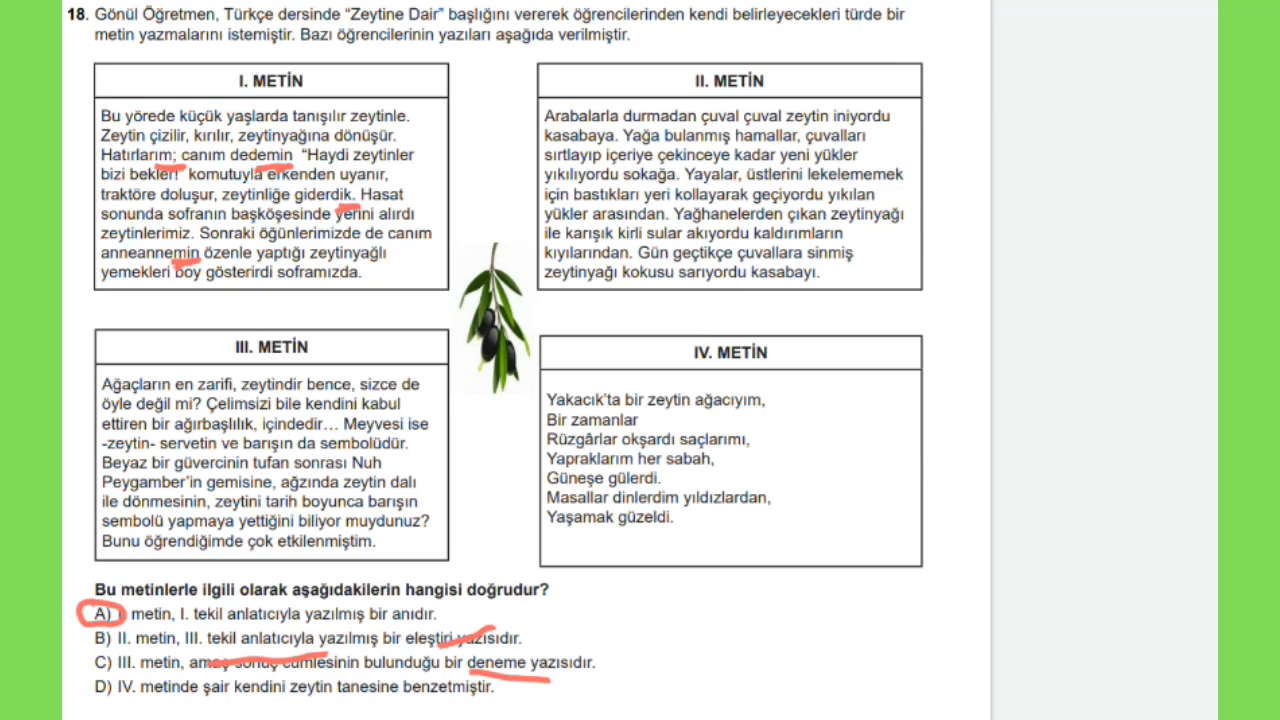 18. Gönül Öğretmen, Türkçe dersinde “Zeytine Dair” başlığını vererek öğrencilerinden kendi belirleyecekleri türde bir
metin yazmalarını istemiştir. Bazı öğrencilerinin yazıları aşağıda verilmiştir.
I. METİN
Bu yörede küçük yaşlarda tanışılır zeytinle.
Zeytin çizilir, kırılır, zeytinyağına dönüşür.
Hatırlarım; canım dedemin “Haydi zeytinler
bizi bekler!” komutuyla erkenden uyanır,
traktöre doluşur, zeytinliğe giderdik. Hasat
sonunda sofranın başköşesinde yerini alırdı
zeytinlerimiz. Sonraki öğünlerimizde de canım
anneannemin özenle yaptığı zeytinyağlı
yemekleri boy gösterirdi soframızda.
II. METİN
Arabalarla durmadan çuval çuval zeytin iniyordu
kasabaya. Yağa bulanmış hamallar, çuvalları
sırtlayıp içeriye çekinceye kadar yeni yükler
yıkılıyordu sokağa. Yayalar, üstlerini lekelememek
için bastıkları yeri kollayarak geçiyordu yıkılan
yükler arasından. Yağhanelerden çıkan zeytinyağı
ile karışık kirli sular akıyordu kaldırımların
kıyılarından. Gün geçtikçe çuvallara sinmiş
zeytinyağı kokusu sarıyordu kasabayı.
III. METİN
Ağaçların en zarifi, zeytindir bence, sizce de
öyle değil mi? Çelimsizi bile kendini kabul
ettiren bir ağırbaşlılık, içindedir… Meyvesi ise
-zeytin- servetin ve barışın da sembolüdür.
Beyaz bir güvercinin tufan sonrası Nuh
Peygamber’in gemisine, ağzında zeytin dalı
ile dönmesinin, zeytini tarih boyunca barışın
sembolü yapmaya yettiğini biliyor muydunuz?
Bunu öğrendiğimde çok etkilenmiştim.
IV. METİN
Yakacık’ta bir zeytin ağacıyım,
Bir zamanlar
Rüzgârlar okşardı saçlarımı,
Yapraklarım her sabah,
Güneşe gülerdi.
Masallar dinlerdim yıldızlardan,
Yaşamak güzeldi.
Bu metinlerle ilgili olarak aşağıdakilerin hangisi doğrudur?
A) I. metin, I. tekil anlatıcıyla yazılmış bir anıdır.
B) II. metin, III. tekil anlatıcıyla yazılmış bir eleştiri yazısıdır.
C) III. metin, amaç-sonuç cümlesinin bulunduğu bir deneme yazısıdır.
D) IV. metinde şair kendini zeytin tanesine benzetmiştir.